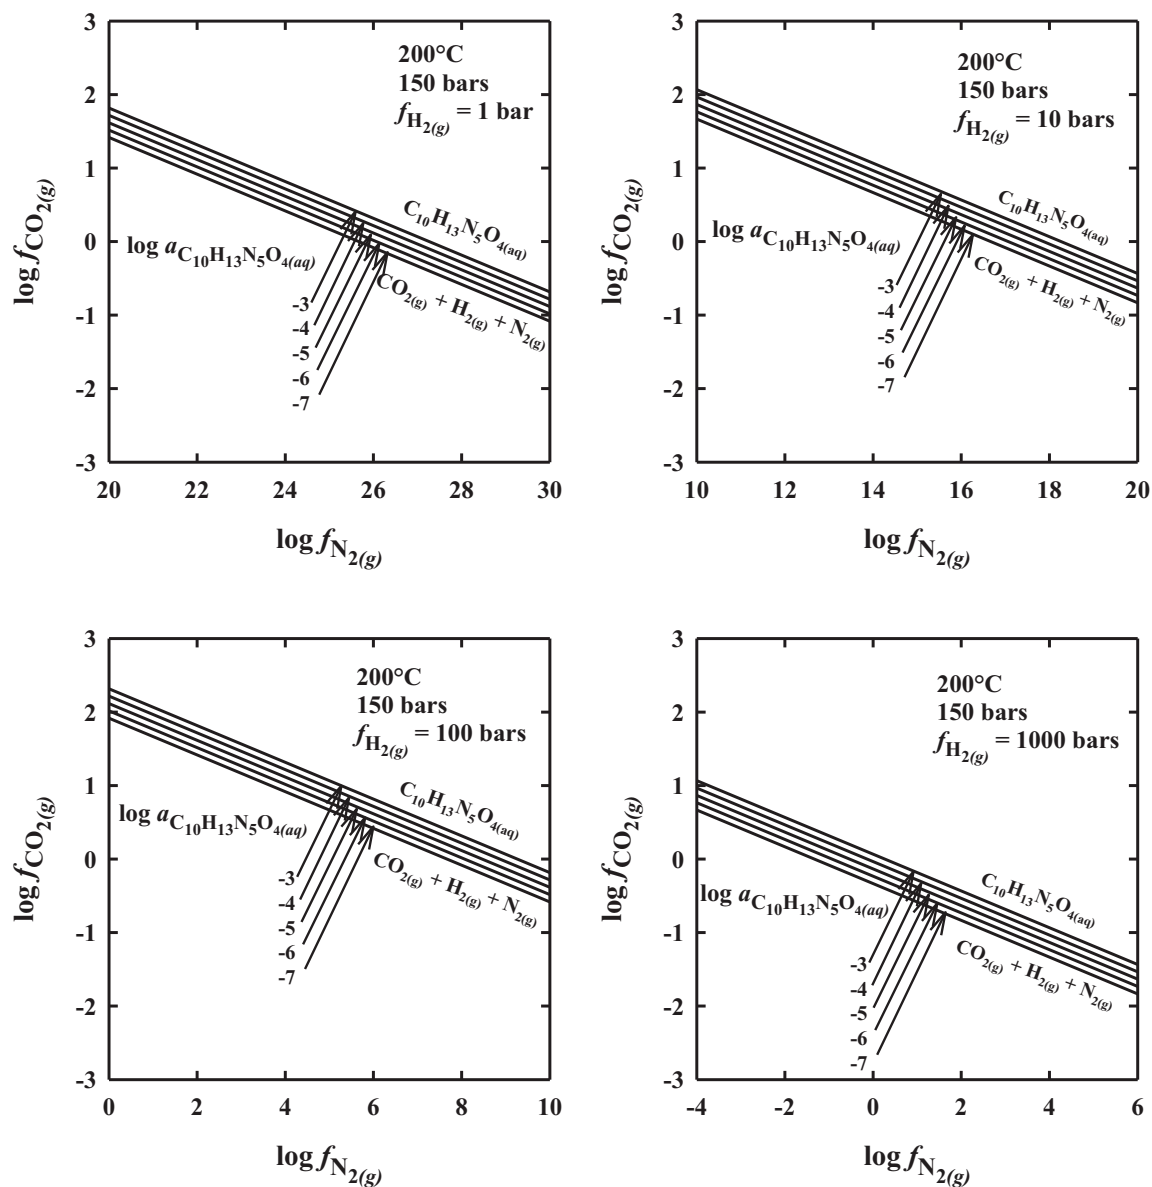 3
2
1
0
-1
-2
-3
log fCO2(g)
200°C
150 bars
fH2(g) = 1 bar
C10H13N5O4(aq)
log aC10H13N5O4(aq)
CO2(g) + H2(g) + N2(g)
-3
-4
-5
-6
-7
20 22 24 26 28 30
log fN2(g)
3
2
1
0
-1
-2
-3
log fCO2(g)
200°C
150 bars
fH2(g) = 10 bars
C10H13N5O4(aq)
log aC10H13N5O4(aq)
CO2(g) + H2(g) + N2(g)
-3
-4
-5
-6
-7
10 12 14 16 18 20
log fN2(g)
3
2
1
0
-1
-2
-3
log fCO2(g)
200°C
150 bars
fH2(g) = 100 bars
C10H13N5O4(aq)
log aC10H13N5O4(aq)
CO2(g) + H2(g) + N2(g)
-3
-4
-5
-6
-7
0 2 4 6 8 10
log fN2(g)
3
2
1
0
-1
-2
-3
log fCO2(g)
200°C
150 bars
fH2(g) = 1000 bars
C10H13N5O4(aq)
log aC10H13N5O4(aq)
CO2(g) + H2(g) + N2(g)
-3
-4
-5
-6
-7
-4 -2 0 2 4 6
log fN2(g)